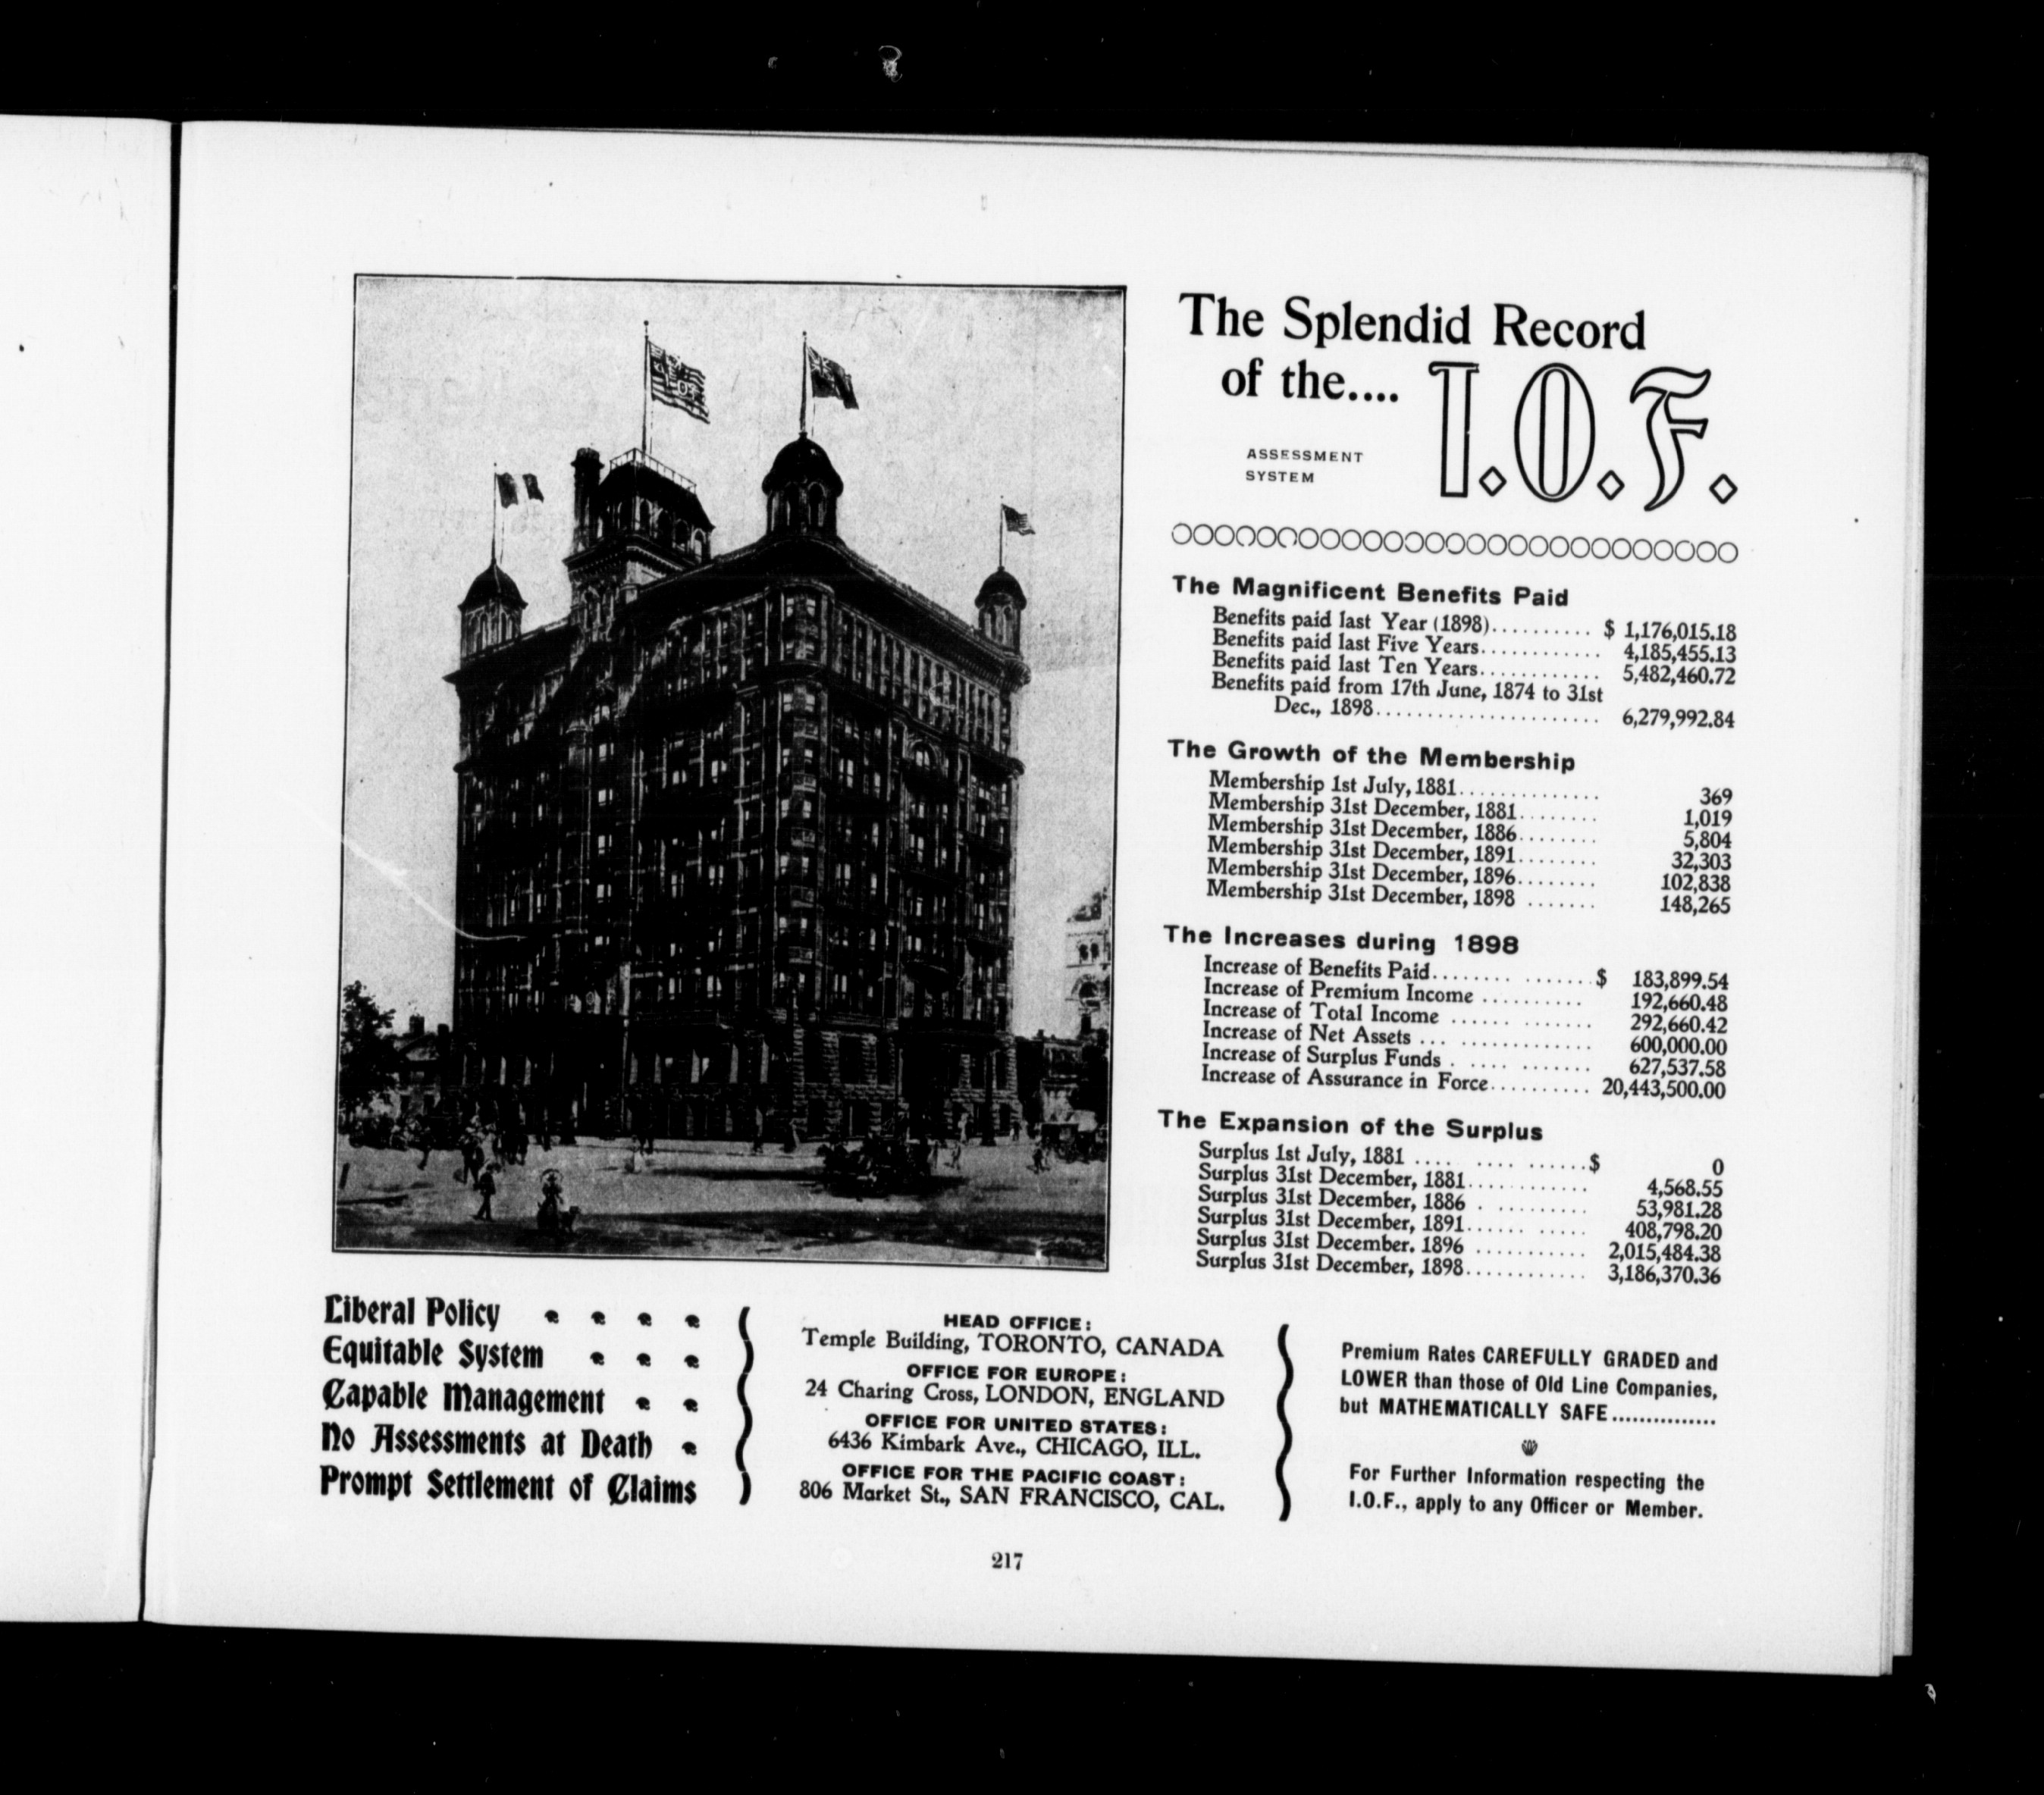 The Splendid Record
of the.... I.O.F.
ASSESSMENT
SYSTEM
The Magnificent Benefits Paid
Benefits paid last Year (1898).......... $ 1,176,015.18
Benefits paid last Five Years............ 4,185,455.13
Benefits paid last Ten Years............ 5,482,460.72
Benefits paid from 17th June, 1874 to 31st
Dec., 1898...................... 6,279,992.84
The Growth of the Membership
Membership 1st July, 1881.............. 369
Membership 31st December, 1881........ 1,019
Membership 31st December, 1886........ 5,804
Membership 31st December, 1891........ 32,303
Membership 31st December, 1896........ 102,838
Membership 31st December, 1898 ....... 148,265
The Increases during 1898
Increase of Benefits Paid........ .......$ 183,899.54
Increase of Premium Income .......... 192,660.48
Increase of Total Income ...... ....... 292,660.42
Increase of Net Assets ... ............. 600,000.00
Increase of Surplus Funds . .... ....... 627,537.58
Increase of Assurance in Force.......... 20,443,500.00
The Expansion of the Surplus
Surplus 1st July, 1881 .... .... ......$ 0
Surplus 31st December, 1881............ 4,568.55
Surplus 31st December, 1886 . ......... 53,981.28
Surplus 31st December, 1891...... ..... 408,798.20
Surplus 31st December. 1896 ........... 2,015,484.38
Surplus 31st December, 1898............ 3,186,370.36
Liberal Policy
Equitable System
Capable Management
No Assessments at Death
Prompt Settlement of Claims
HEAD OFFICE:
Temple Building, TORONTO, CANADA
OFFICE FOR EUROPE:
24 Charing Cross, LONDON, ENGLAND
OFFICE FOR UNITED STATES:
6436 Kimbark Ave., CHICAGO, ILL.
OFFICE FOR THE PACIFIC COAST:
806 Market St., SAN FRANCISCO, CAL.
Premium Rates CAREFULLY GRADED and
LOWER than those of Old Line Companies,
but MATHEMATICALLY SAFE................
For Further Information respecting the
I.O.F., apply to any Officer or Member.
217